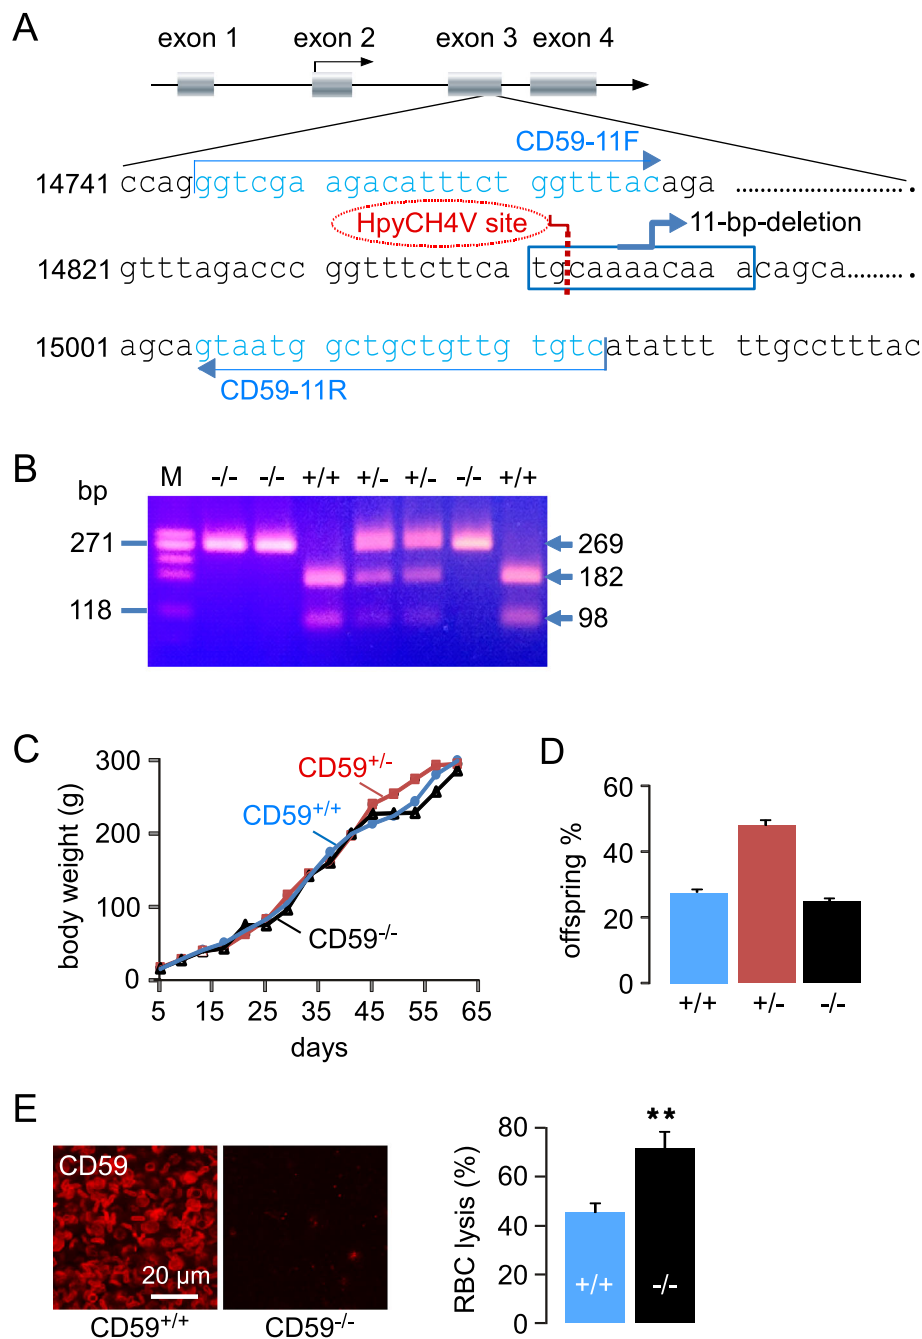 A
exon 1 exon 2 exon 3 exon 4
CD59-11F
14741 ccagggtcga agacatttct ggtttacaga ..........................
HpyCH4V site 11-bp-deletion
14821 gtttagaccc ggtttcttca tgcaaaacaa acagca..........
15001 agcagtaatg gctgctgttg tgtcatattt ttgcctttac
CD59-11R
B
bp M -/- -/- +/+ +/- +/- -/- +/+
271 269
182
118 98
C
body weight (g)
300
200
100
0
CD59+/-
CD59+/+
CD59-/-
5 15 25 35 45 55 65
days
D
offspring %
60
40
20
0
+/+ +/- -/-
E
CD59
20 µm
CD59+/+ CD59-/-
RBC lysis (%)
80
60
40
20
0
**
+/+ -/-